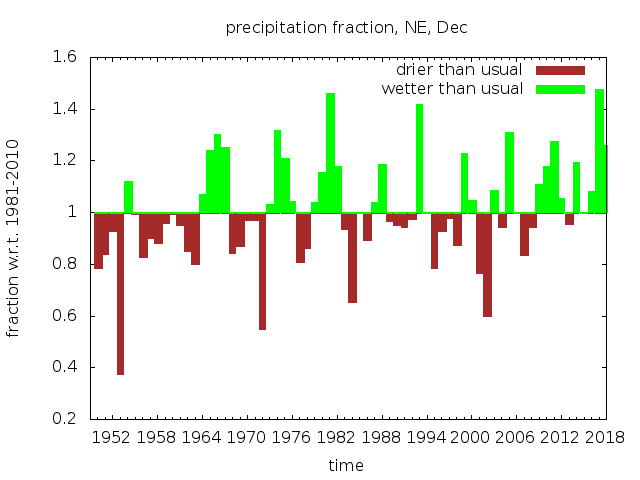 precipitation fraction, NE, Dec
drier than usual
wetter than usual
fraction w.r.t. 1981-2010
1.6
1.4
1.2
1
0.8
0.6
0.4
0.2
1952 1958 1964 1970 1976 1982 1988 1994 2000 2006 2012 2018
time